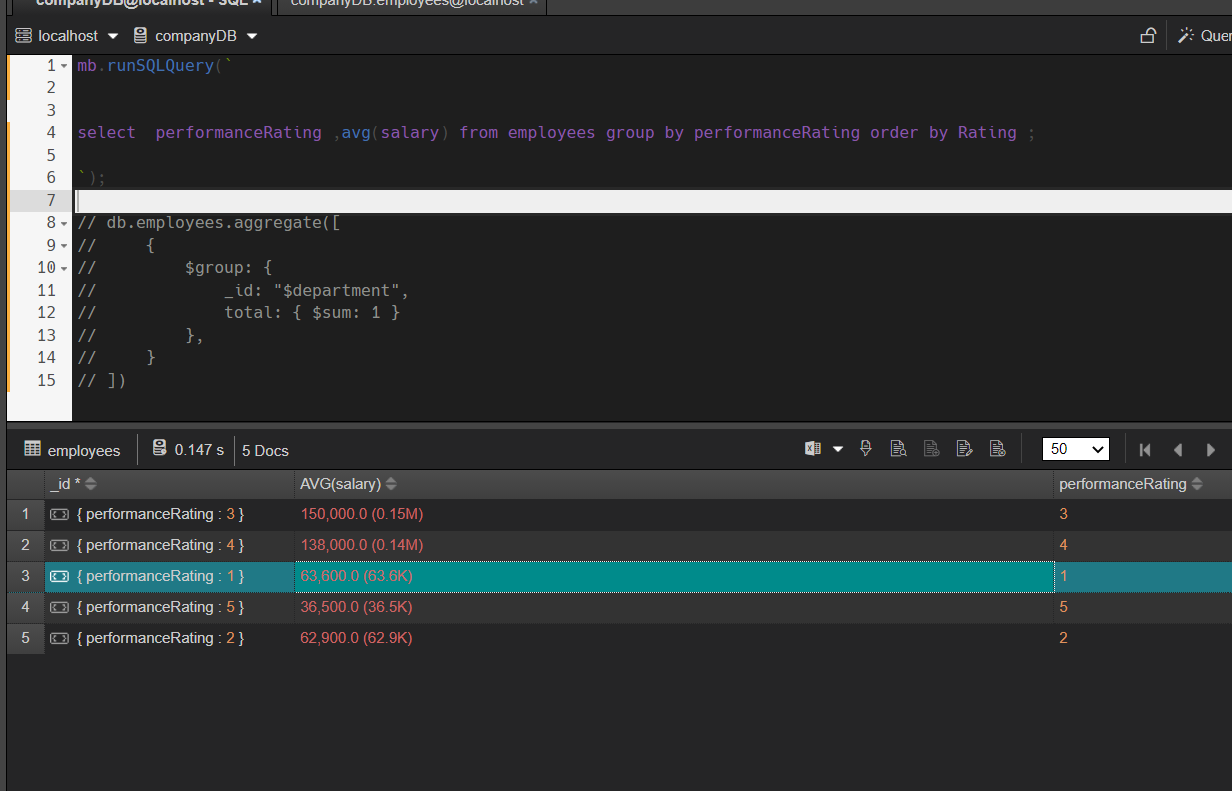 companyDB@localhost - SQL × companyDB.employees@localhost ×
localhost companyDB Quer
1 mb.runSQLQuery(`
2
3
4 select  performanceRating ,avg(salary) from employees group by performanceRating order by Rating ;
5
6 `);
7
8 // db.employees.aggregate([
9 //     {
10 //         $group: {
11 //             _id: "$department",
12 //             total: { $sum: 1 }
13 //         },
14 //     }
15 // ])
employees 0.147 s 5 Docs 50
_id * AVG(salary) performanceRating
1 { performanceRating : 3 } 150,000.0 (0.15M) 3
2 { performanceRating : 4 } 138,000.0 (0.14M) 4
3 { performanceRating : 1 } 63,600.0 (63.6K) 1
4 { performanceRating : 5 } 36,500.0 (36.5K) 5
5 { performanceRating : 2 } 62,900.0 (62.9K) 2